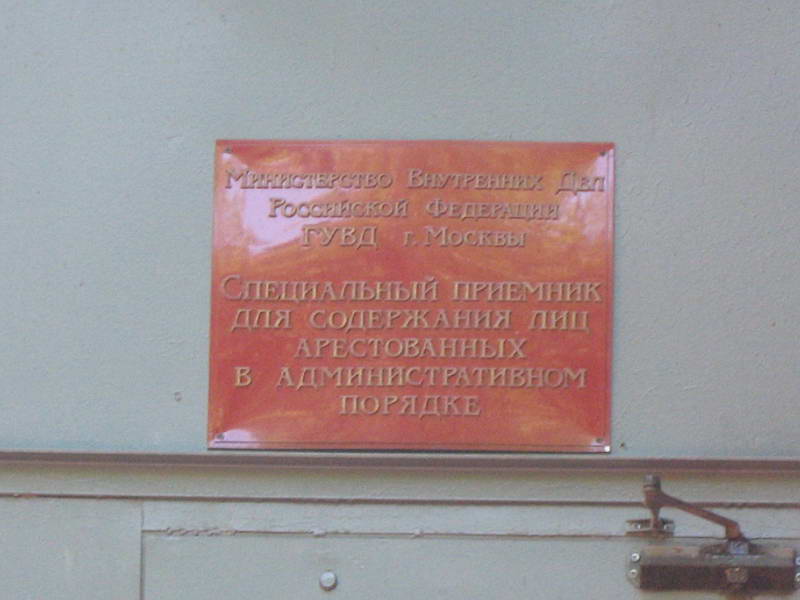 Министерство Внутренних Дел
Российской Федерации
ГУВД г. Москвы
Специальный приемник
для содержания лиц
арестованных
в административном
порядке